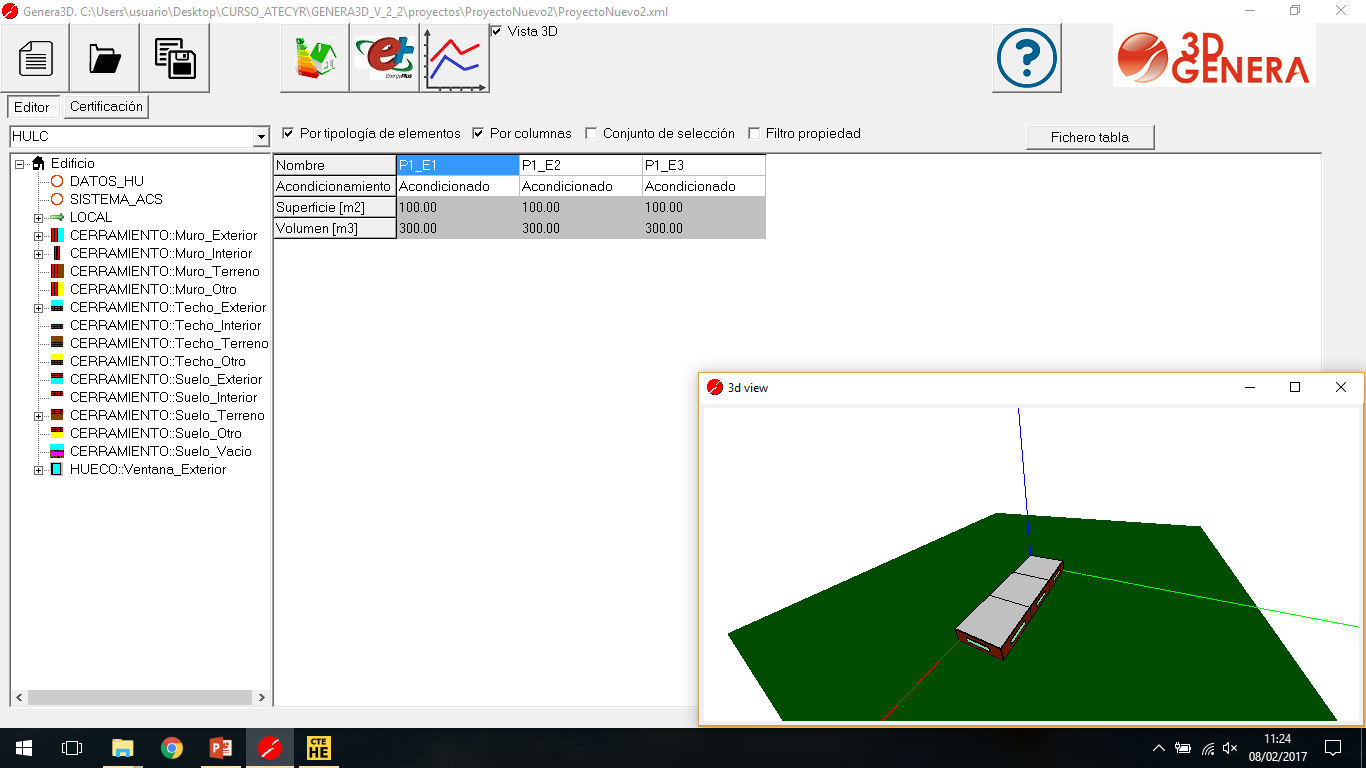 Genera3D. C:\Users\usuario\Desktop\CURSO_ATECYR\GENERA3D_V_2_2\proyectos\ProyectoNuevo2\ProyectoNuevo2.xml
et
EnergyPlus
Vista 3D
?
3D
GENERA
Editor
Certificación
HULC
Por tipología de elementos
Por columnas
Conjunto de selección
Filtro propiedad
Fichero tabla
Edificio
DATOS_HU
SISTEMA_ACS
LOCAL
CERRAMIENTO::Muro_Exterior
CERRAMIENTO::Muro_Interior
CERRAMIENTO::Muro_Terreno
CERRAMIENTO::Muro_Otro
CERRAMIENTO::Techo_Exterior
CERRAMIENTO::Techo_Interior
CERRAMIENTO::Techo_Terreno
CERRAMIENTO::Techo_Otro
CERRAMIENTO::Suelo_Exterior
CERRAMIENTO::Suelo_Interior
CERRAMIENTO::Suelo_Terreno
CERRAMIENTO::Suelo_Otro
CERRAMIENTO::Suelo_Vacio
HUECO::Ventana_Exterior
Nombre P1_E1 P1_E2 P1_E3
Acondicionamiento Acondicionado Acondicionado Acondicionado
Superficie [m2] 100.00 100.00 100.00
Volumen [m3] 300.00 300.00 300.00
3d view
CTE
HE
11:24
08/02/2017